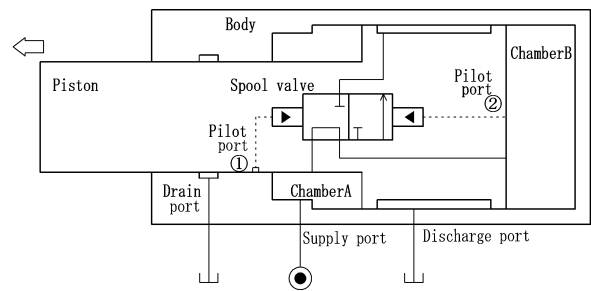 Body
ChamberB
Piston
Spool valve
Pilot
port
②
Pilot
port
①
Drain
port
ChamberA
Supply port
Discharge port